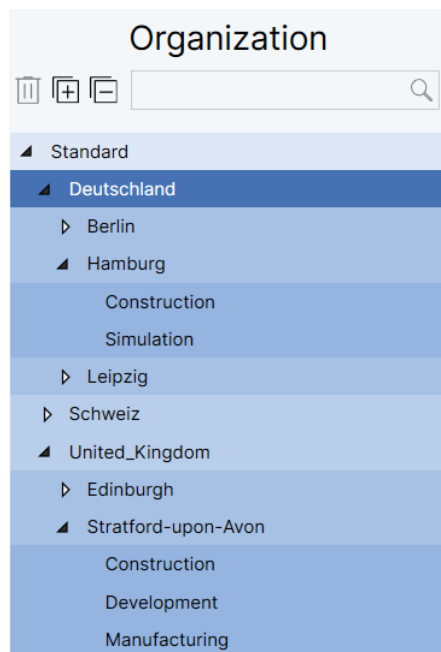 Organization
Standard
Deutschland
Berlin
Hamburg
Construction
Simulation
Leipzig
Schweiz
United_Kingdom
Edinburgh
Stratford-upon-Avon
Construction
Development
Manufacturing